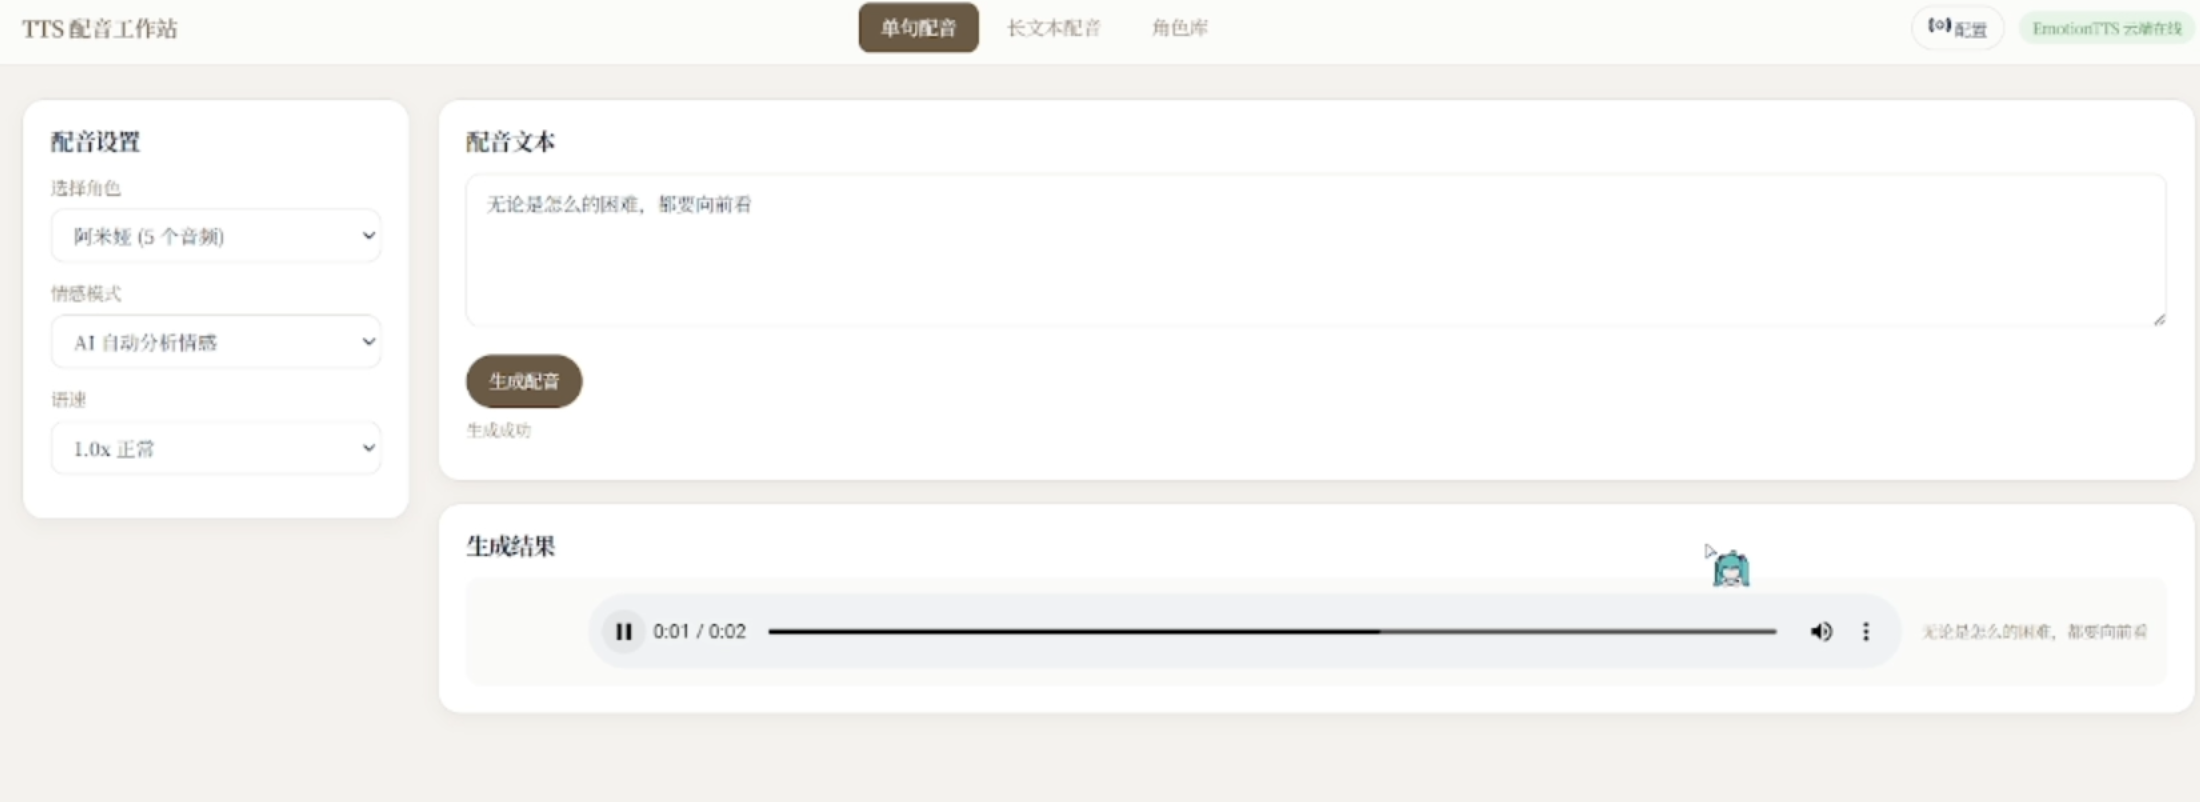 TTS 配音工作站
单句配音
长文本配音
角色库
配置
EmotionTTS 云端在线
配音设置
选择角色
阿米娅 (5 个音频)
情感模式
AI 自动分析情感
语速
1.0x 正常
配音文本
无论是怎么的困难，都要向前看
生成配音
生成成功
生成结果
0:01 / 0:02
无论是怎么的困难，都要向前看